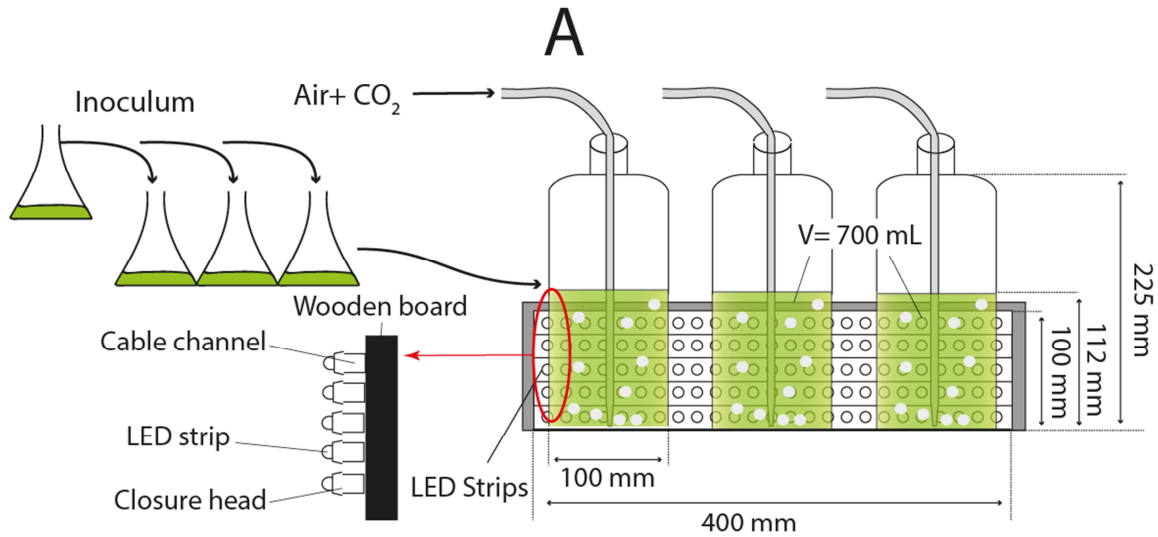 A
Inoculum
Air+ CO₂
V= 700 mL
Wooden board
Cable channel
LED strip
Closure head
LED Strips
100 mm
400 mm
100 mm
112 mm
225 mm